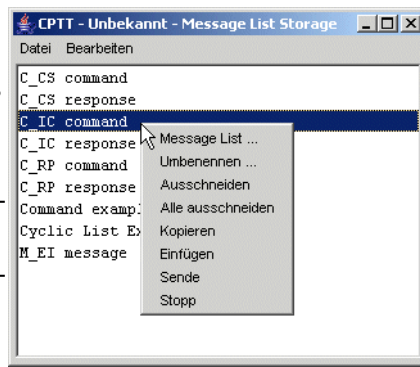 CPTT - Unbekannt - Message List Storage
Datei Bearbeiten
C_CS command
C_CS response
C_IC command
C_IC response
C_RP command
C_RP response
Command examp
Cyclic List Ex
M_EI message
Message List ...
Umbenennen ...
Ausschneiden
Alle ausschneiden
Kopieren
Einfügen
Sende
Stopp